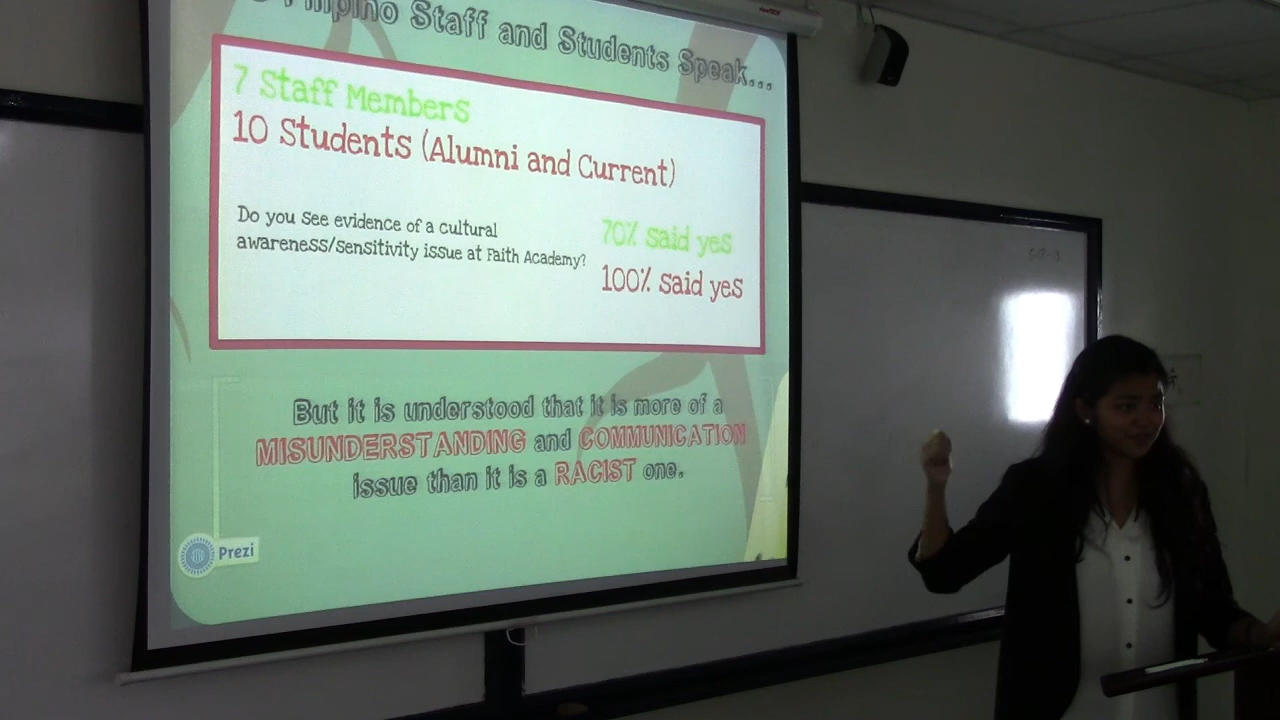 Filipino Staff and Students Speak...
7 Staff Members
10 Students (Alumni and Current)
Do you see evidence of a cultural
awareness/sensitivity issue at Faith Academy?
70% said yes
100% said yes
But it is understood that it is more of a
MISUNDERSTANDING and COMMUNICATION
issue than it is a RACIST one.
Prezi